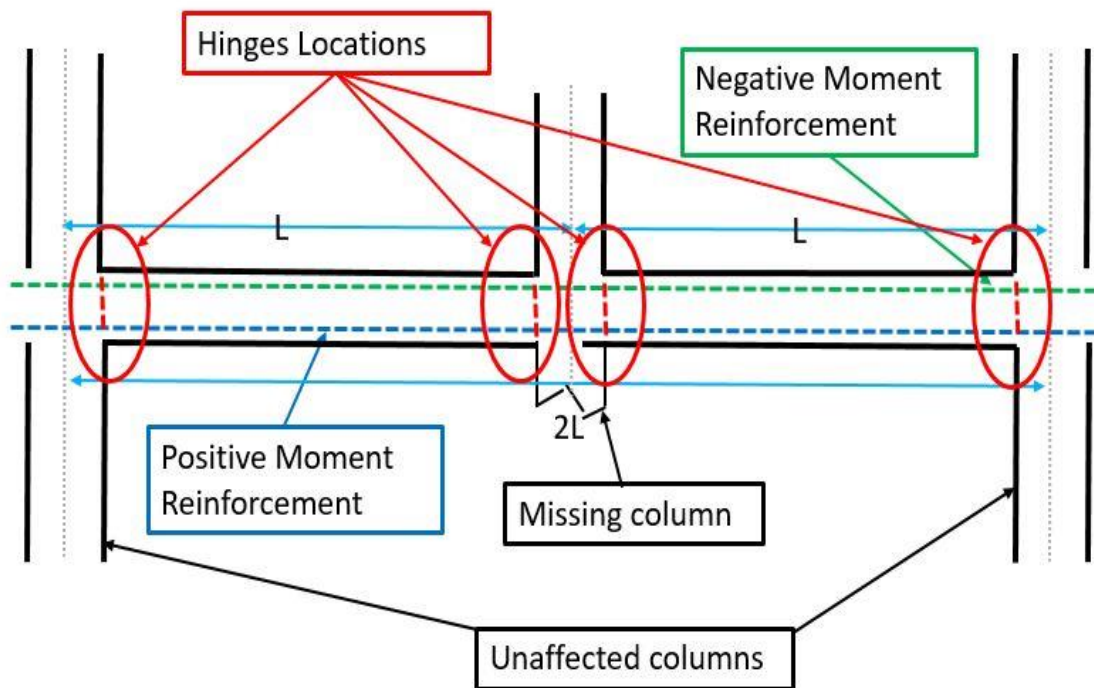 Hinges Locations
Negative Moment
Reinforcement
L
L
2L
Positive Moment
Reinforcement
Missing column
Unaffected columns